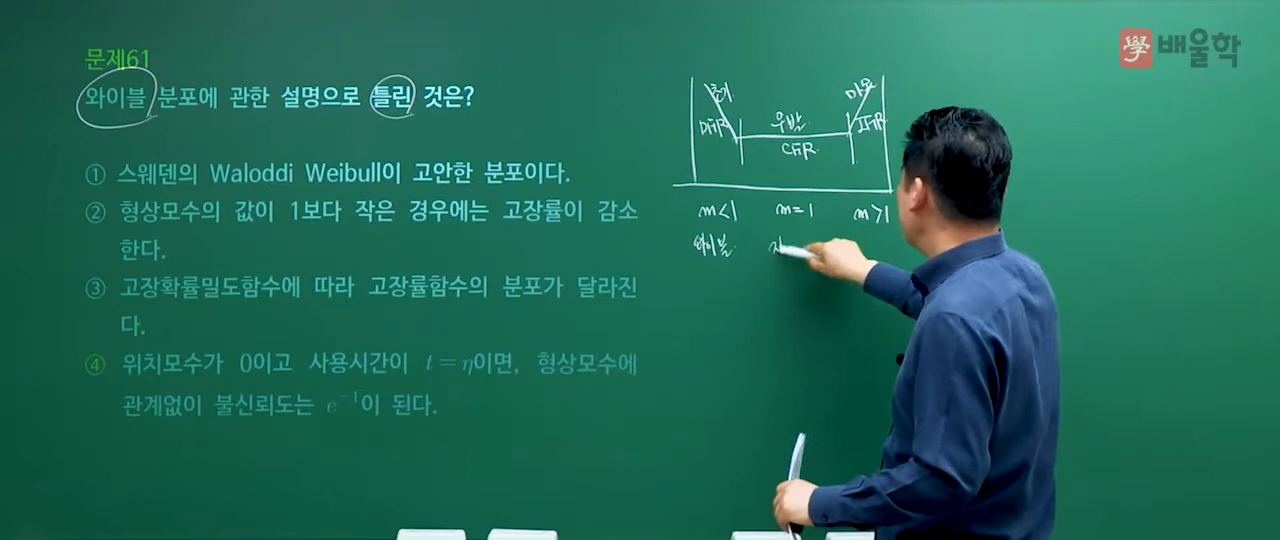 學 배울학
문제61
와이블 분포에 관한 설명으로 틀린 것은?
① 스웨덴의 Waloddi Weibull이 고안한 분포이다.
② 형상모수의 값이 1보다 작은 경우에는 고장률이 감소
한다.
③ 고장확률밀도함수에 따라 고장률함수의 분포가 달라진
다.
④ 위치모수가 0이고 사용시간이 t=η이면, 형상모수에
관계없이 불신뢰도는 e⁻¹이 된다.
초기 우발 마모
DFR CFR IFR
m<1 m=1 m>1
와이블